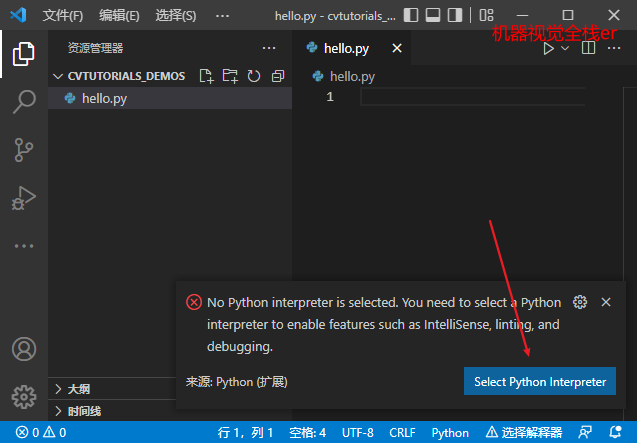 文件(F) 编辑(E) 选择(S) ··· hello.py - cvtutorials_...
机器视觉全栈er
资源管理器 ···
hello.py
CVTUTORIALS_DEMOS
hello.py
hello.py
1
No Python interpreter is selected. You need to select a Python
interpreter to enable features such as IntelliSense, linting, and
debugging.
来源: Python (扩展)
Select Python Interpreter
大纲
时间线
0 0 行 1，列 1 空格: 4 UTF-8 CRLF Python 选择解释器